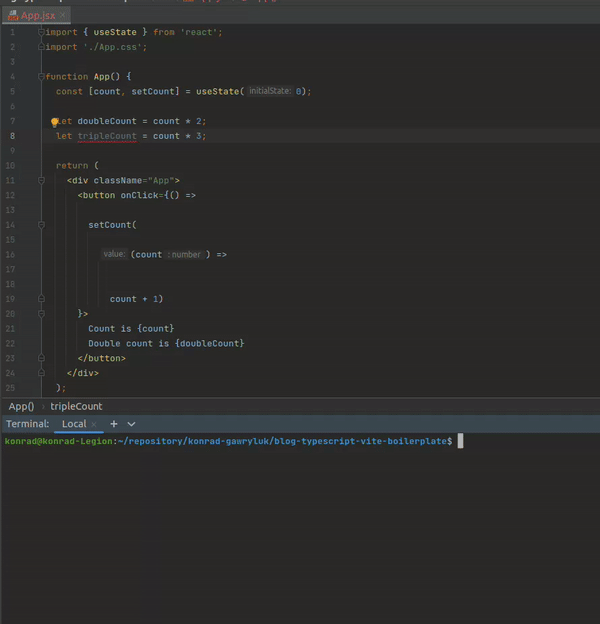 App.jsx
1 import { useState } from 'react';
2 import './App.css';
3
4 function App() {
5 const [count, setCount] = useState( initialState: 0);
6
7 let doubleCount = count * 2;
8 let tripleCount = count * 3;
9
10 return (
11 <div className="App">
12 <button onClick={() =>
13
14 setCount(
15
16 value: (count : number ) =>
17
18
19 count + 1)
20 }>
21 Count is {count}
22 Double count is {doubleCount}
23 </button>
24 </div>
25 );
App() › tripleCount
Terminal: Local × +
konrad@konrad-Legion:~/repository/konrad-gawryluk/blog-typescript-vite-boilerplate$